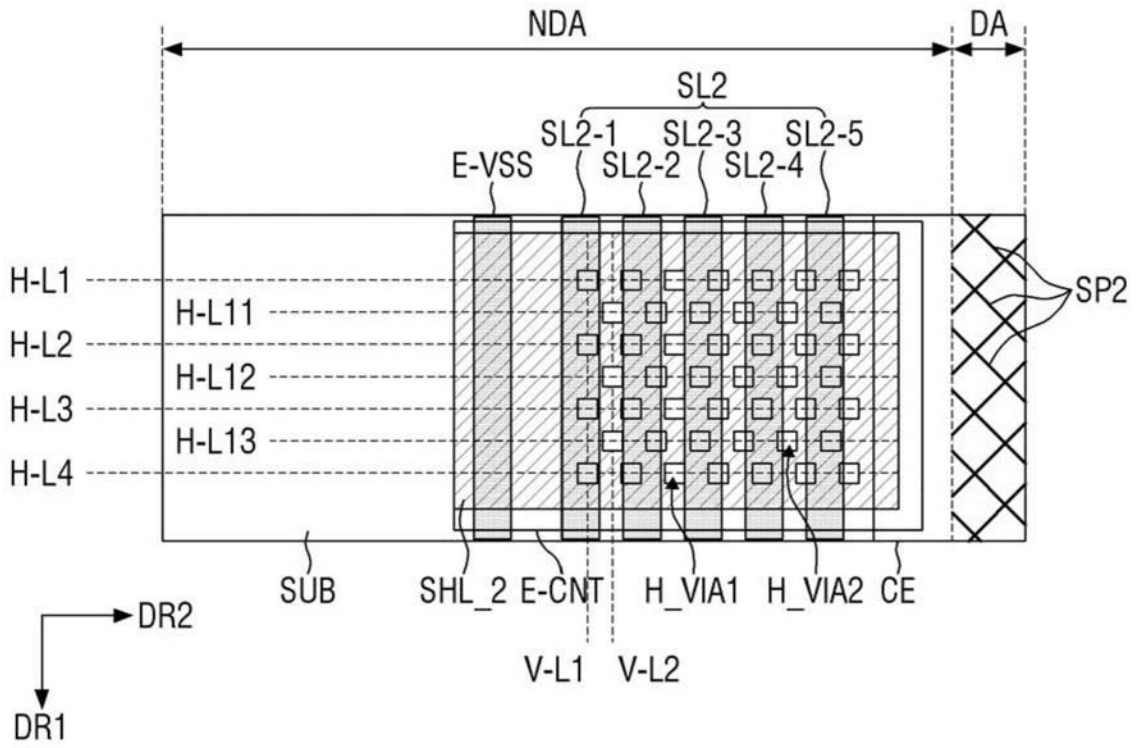 NDA DA
SL2
SL2-1 SL2-3 SL2-5
E-VSS SL2-2 SL2-4
H-L1
SP2
H-L11
H-L2
H-L12
H-L3
H-L13
H-L4
SUB SHL_2 E-CNT H_VIA1 H_VIA2 CE
DR2
V-L1 V-L2
DR1